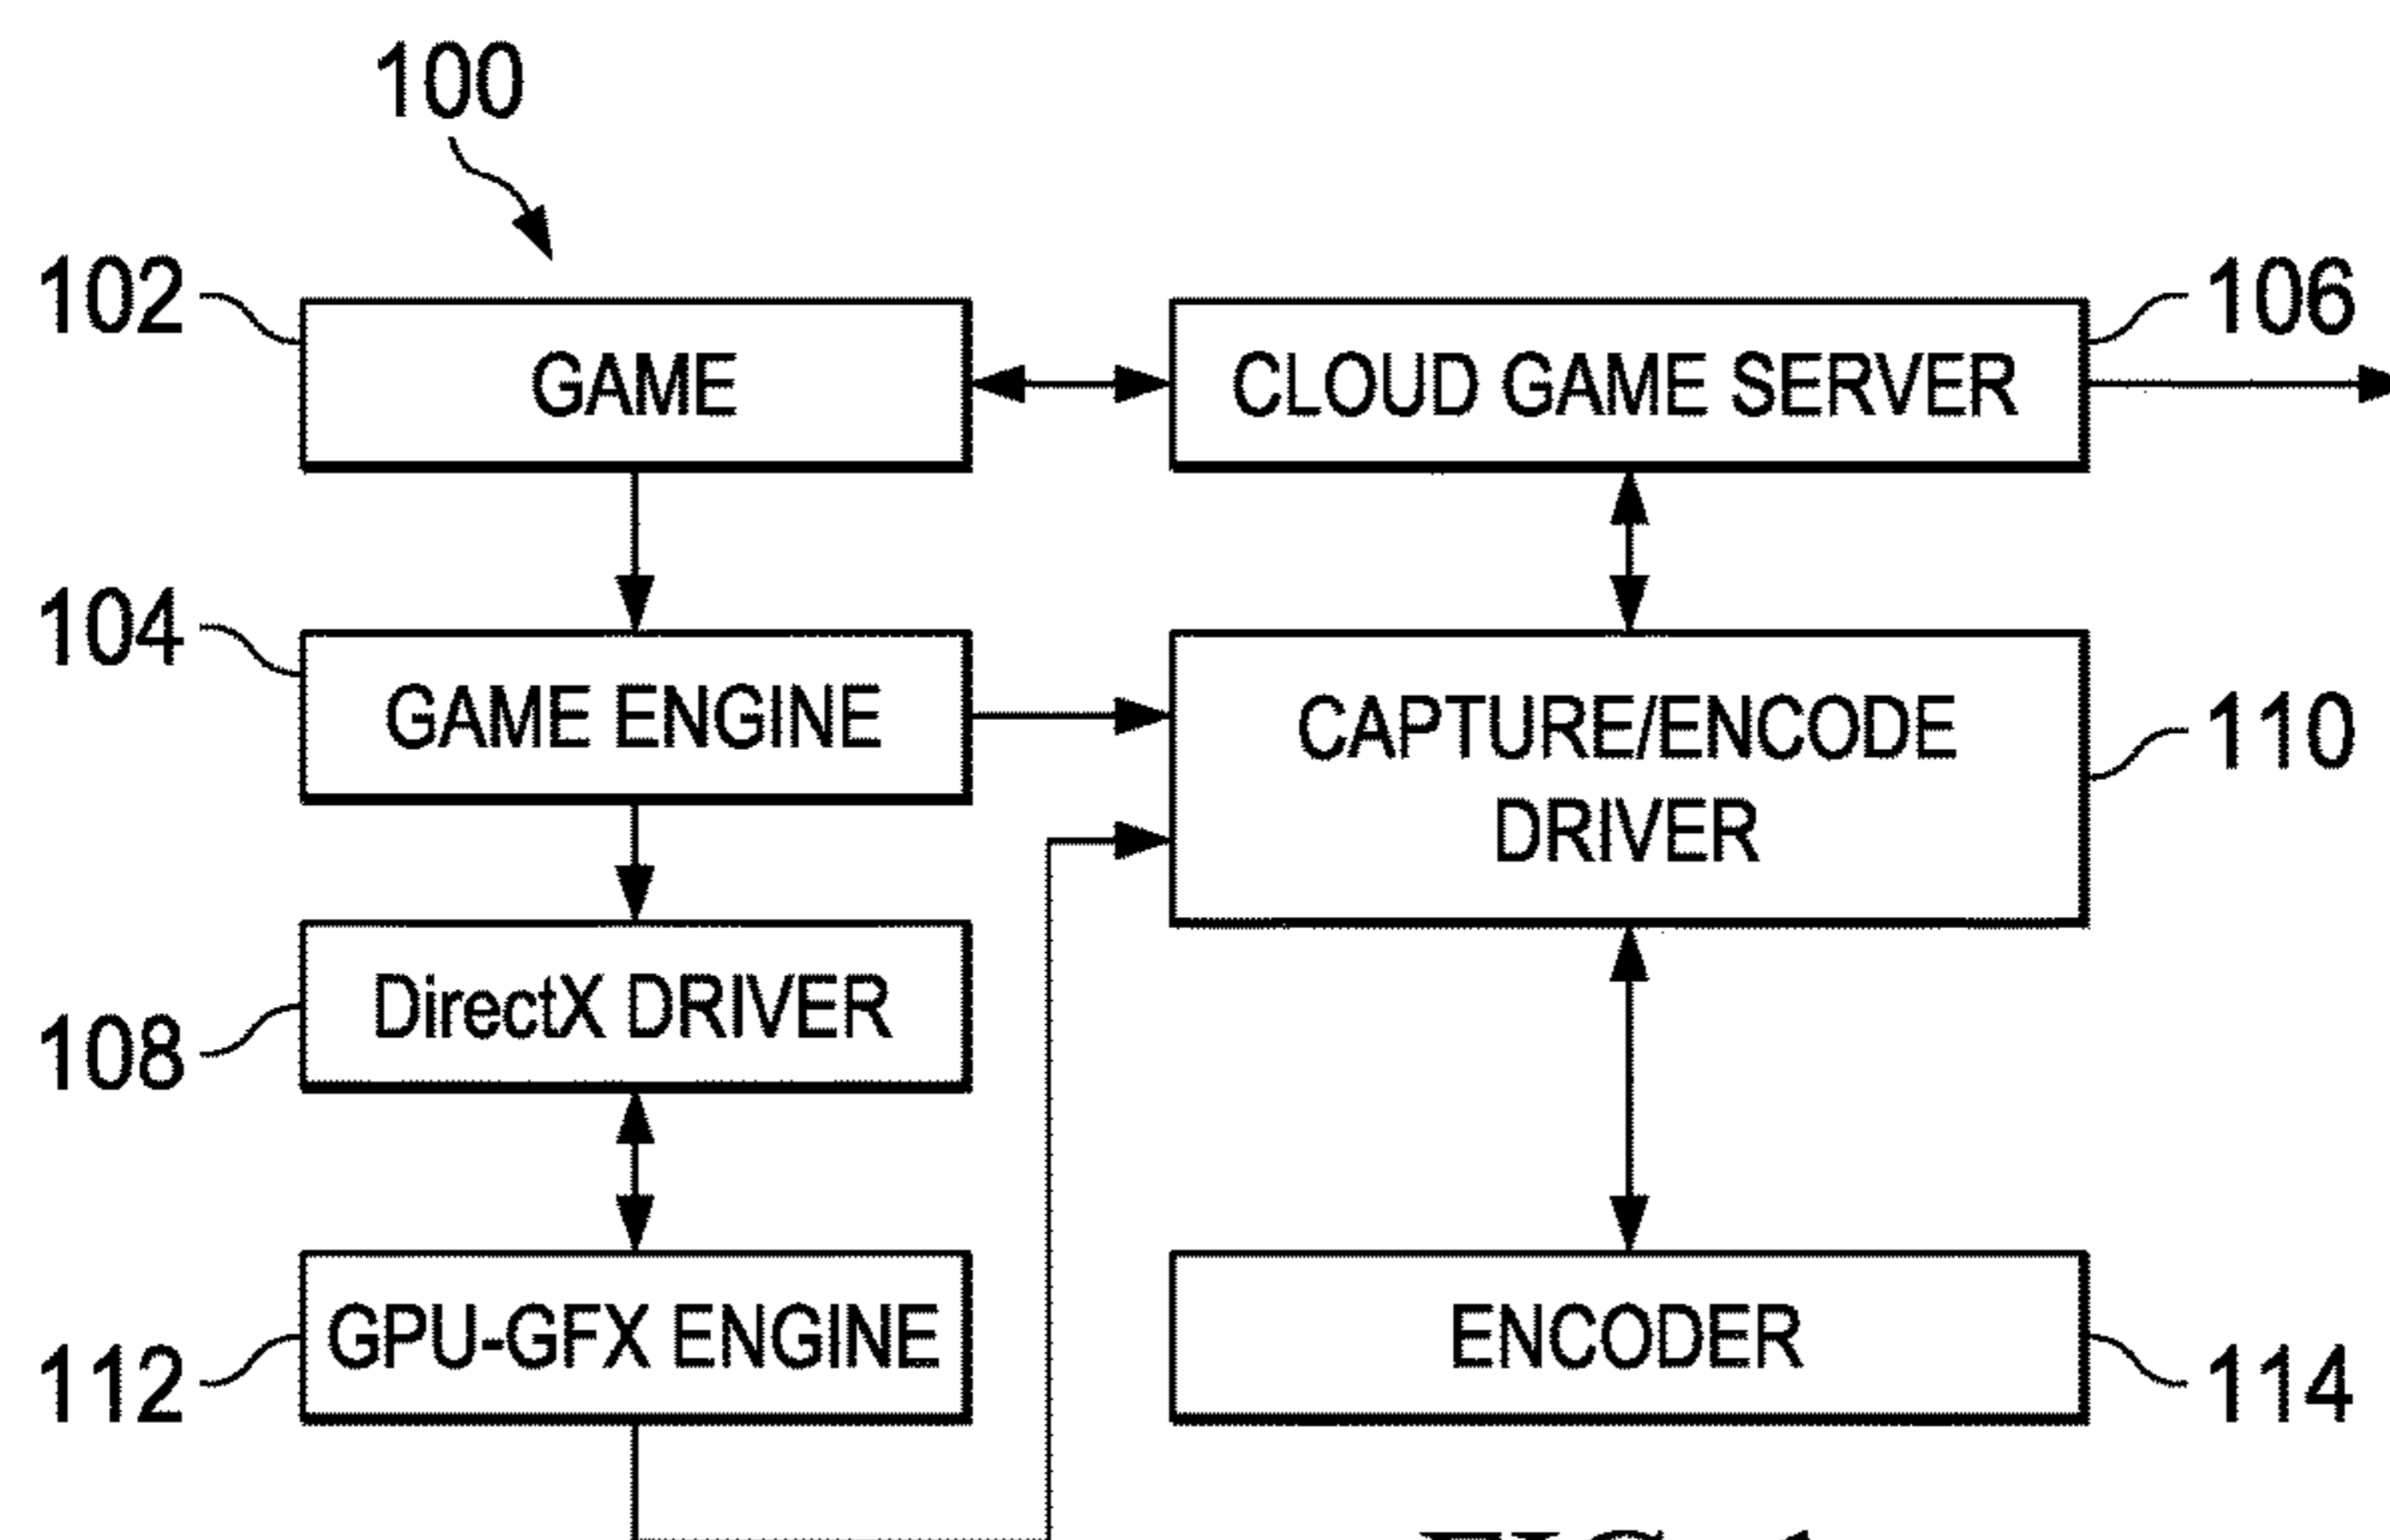 100
102
GAME
CLOUD GAME SERVER
106
104
GAME ENGINE
CAPTURE/ENCODE
DRIVER
110
108
DirectX DRIVER
112
GPU-GFX ENGINE
ENCODER
114